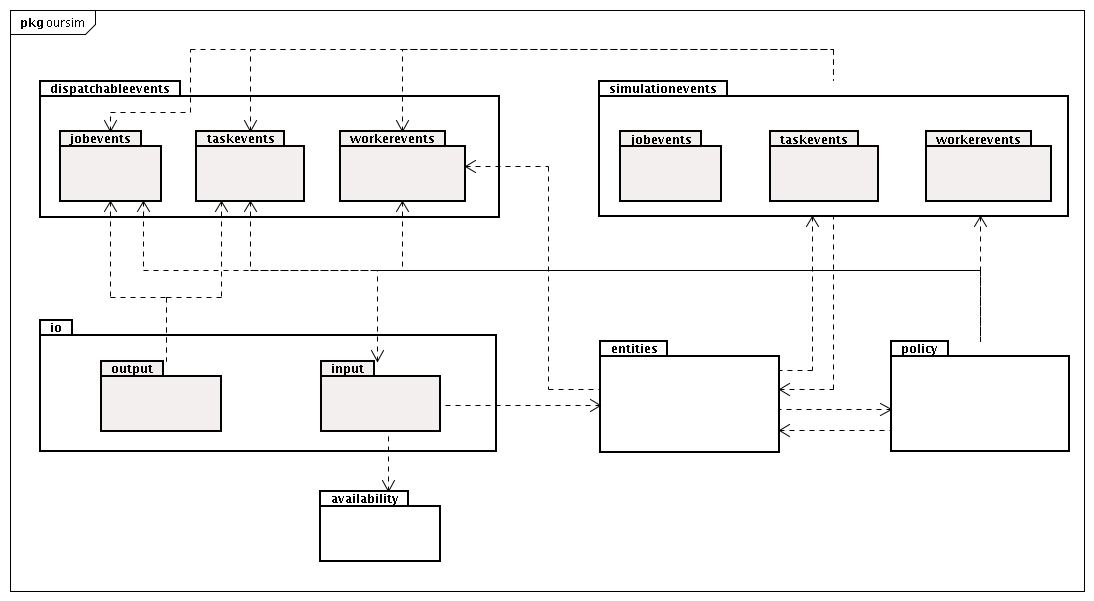 pkg oursim
dispatchableevents
simulationevents
jobevents
taskevents
workerevents
jobevents
taskevents
workerevents
io
output
input
entities
policy
availability